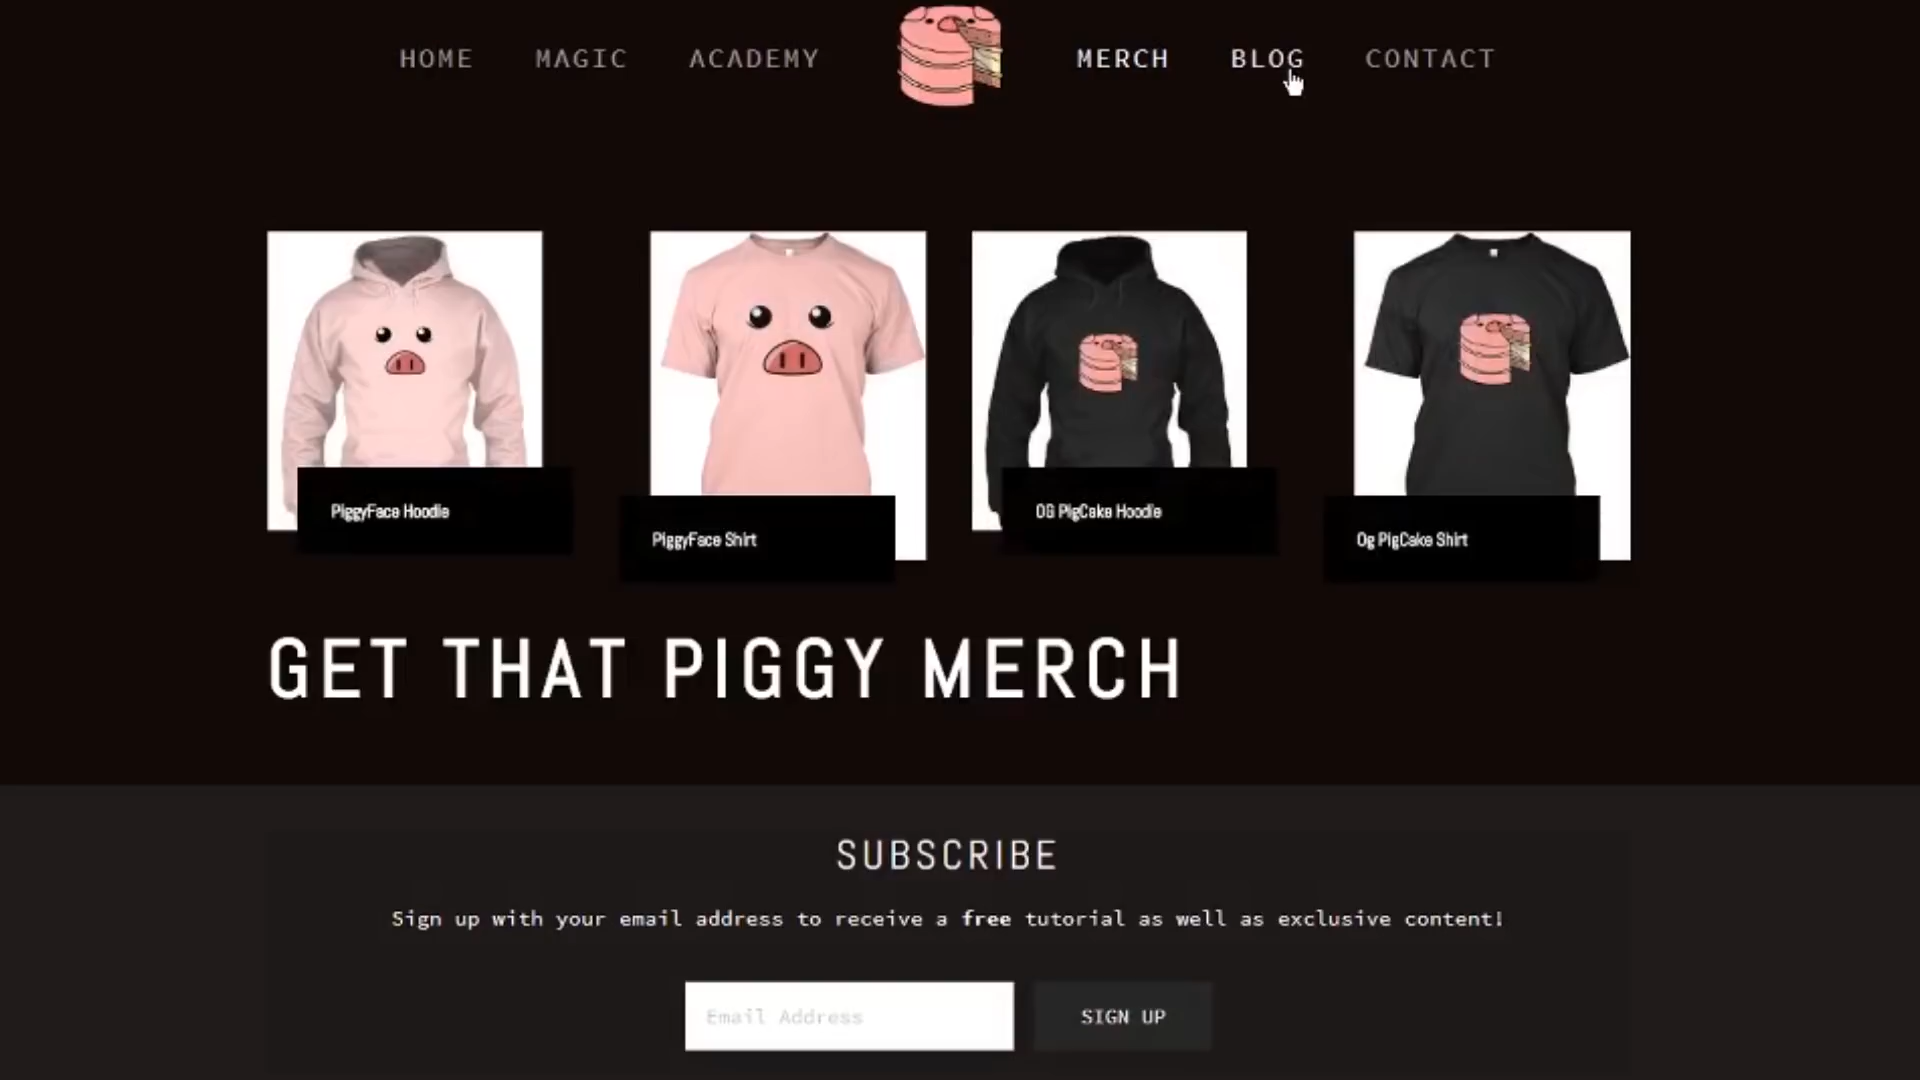 HOME MAGIC ACADEMY MERCH BLOG CONTACT
PiggyFace Hoodie
PiggyFace Shirt
OG PigCake Hoodie
Og PigCake Shirt
GET THAT PIGGY MERCH
SUBSCRIBE
Sign up with your email address to receive a free tutorial as well as exclusive content!
Email Address
SIGN UP